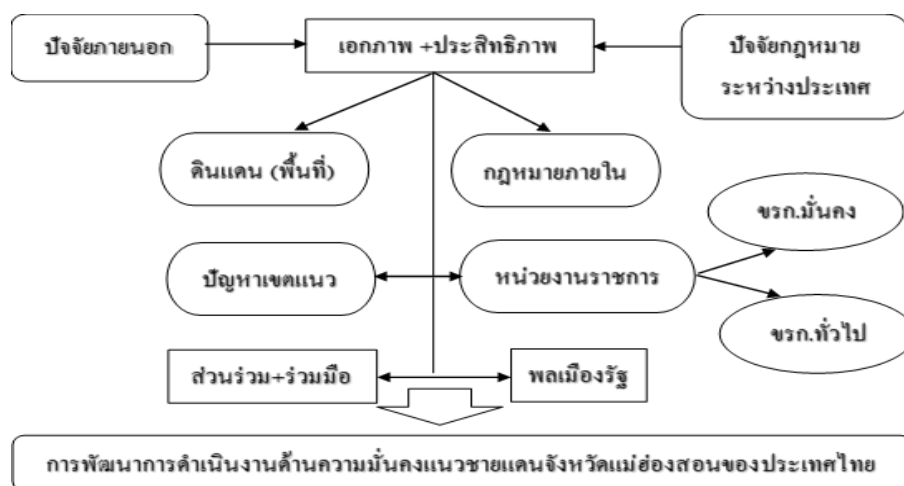 ปัจจัยภายนอก
เอกภาพ +ประสิทธิภาพ
ปัจจัยกฎหมาย
ระหว่างประเทศ
ดินแดน (พื้นที่)
กฎหมายภายใน
ขรก.มั่นคง
ปัญหาเขตแนว
หน่วยงานราชการ
ขรก.ทั่วไป
ส่วนร่วม+ร่วมมือ
พลเมืองรัฐ
การพัฒนาการดำเนินงานด้านความมั่นคงแนวชายแดนจังหวัดแม่ฮ่องสอนของประเทศไทย